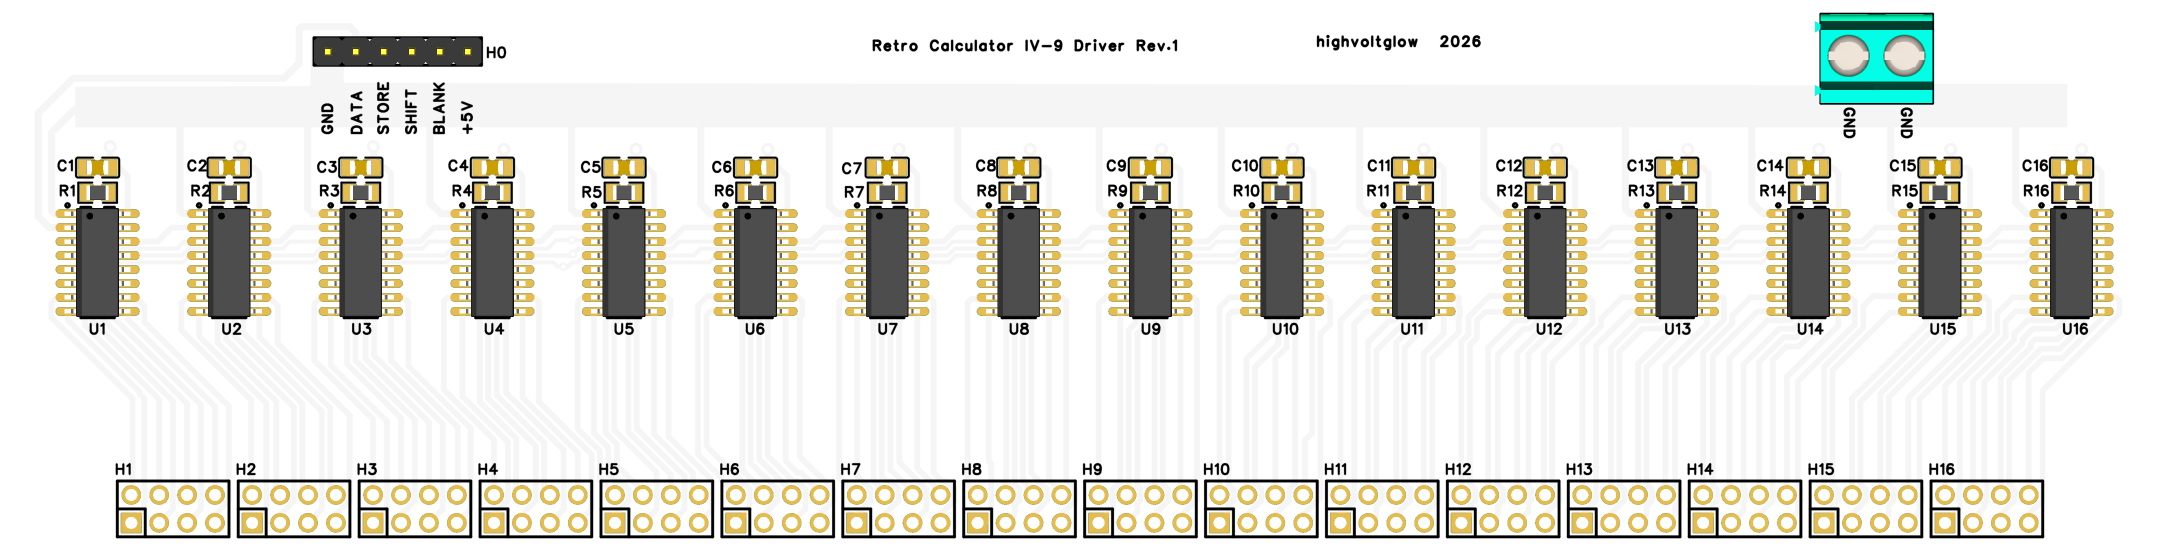 Retro Calculator IV-9 Driver Rev.1
highvoltglow 2026
H0
GND
DATA
STORE
SHIFT
BLANK
+5V
GND
GND
C1
C2
C3
C4
C5
C6
C7
C8
C9
C10
C11
C12
C13
C14
C15
C16
R1
R2
R3
R4
R5
R6
R7
R8
R9
R10
R11
R12
R13
R14
R15
R16
U1
U2
U3
U4
U5
U6
U7
U8
U9
U10
U11
U12
U13
U14
U15
U16
H1
H2
H3
H4
H5
H6
H7
H8
H9
H10
H11
H12
H13
H14
H15
H16